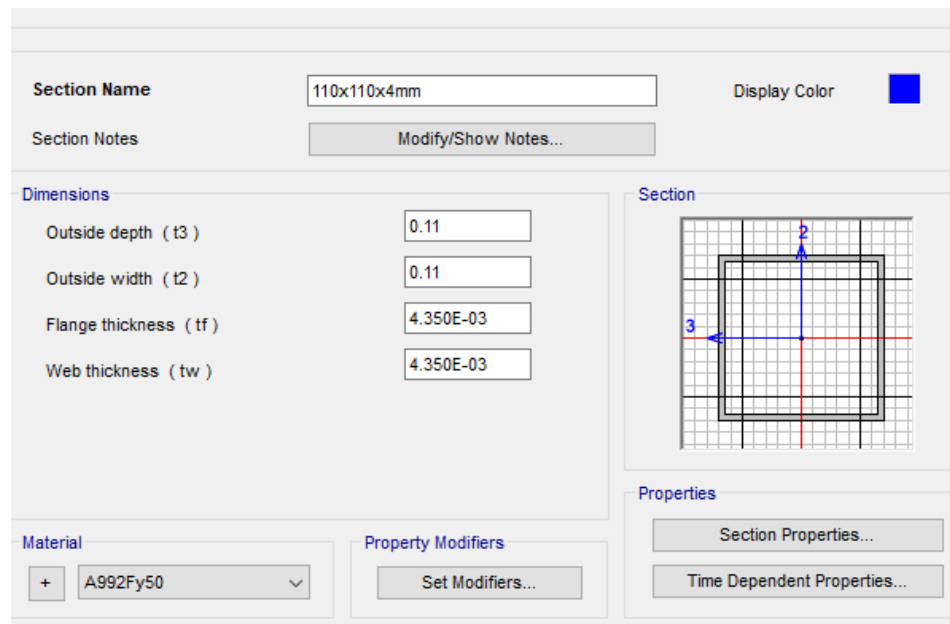 Section Name 110x110x4mm Display Color
Section Notes Modify/Show Notes...
Dimensions
Outside depth ( t3 ) 0.11
Outside width ( t2 ) 0.11
Flange thickness ( tf ) 4.350E-03
Web thickness ( tw ) 4.350E-03
Section
2
3
Properties
Section Properties...
Time Dependent Properties...
Material
+ A992Fy50
Property Modifiers
Set Modifiers...